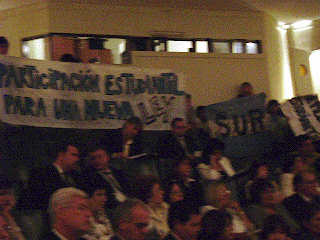 PARTICIPACIÓN ESTUDIANTIL
PARA UNA NUEVA LEY
SUR